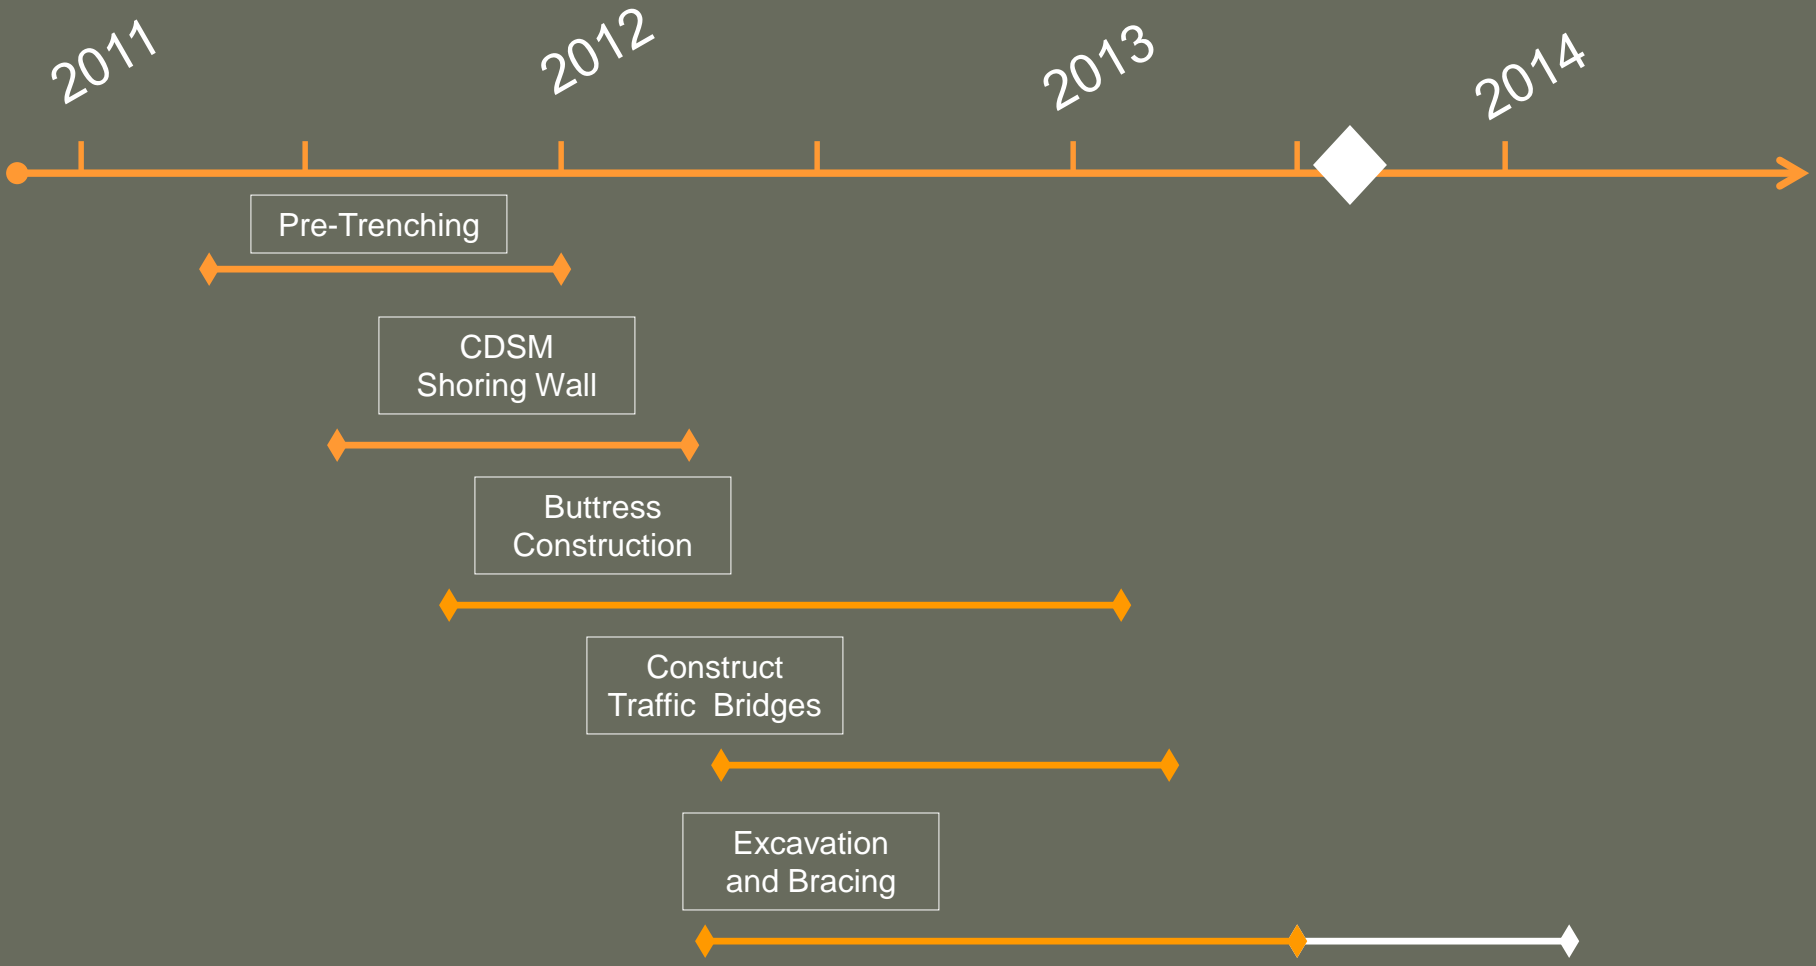 2011
2012
2013
2014
Pre-Trenching
CDSM
Shoring Wall
Buttress
Construction
Construct
Traffic Bridges
Excavation
and Bracing